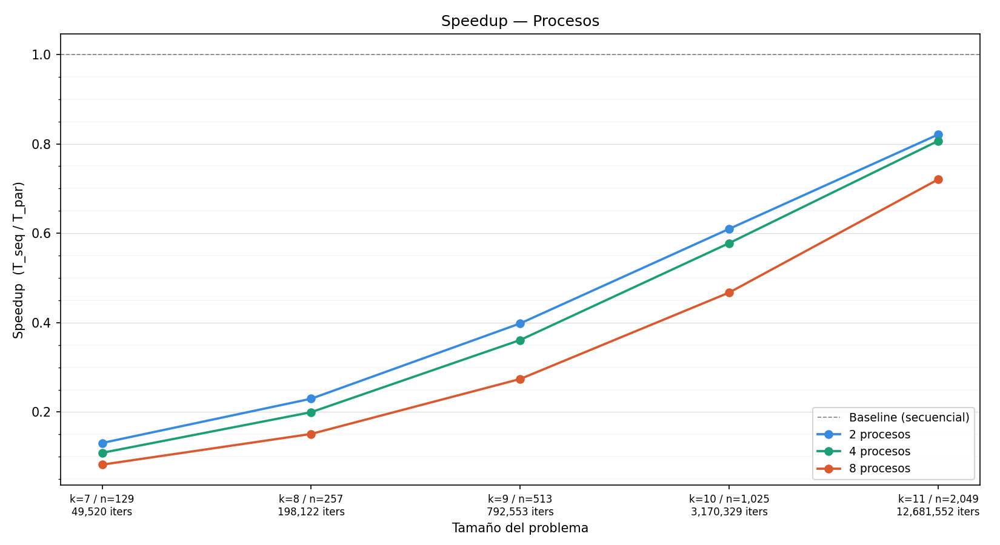 Speedup — Procesos
Speedup (T_seq / T_par)
1.0
0.8
0.6
0.4
0.2
Baseline (secuencial)
2 procesos
4 procesos
8 procesos
k=7 / n=129
49,520 iters
k=8 / n=257
198,122 iters
k=9 / n=513
792,553 iters
k=10 / n=1,025
3,170,329 iters
k=11 / n=2,049
12,681,552 iters
Tamaño del problema